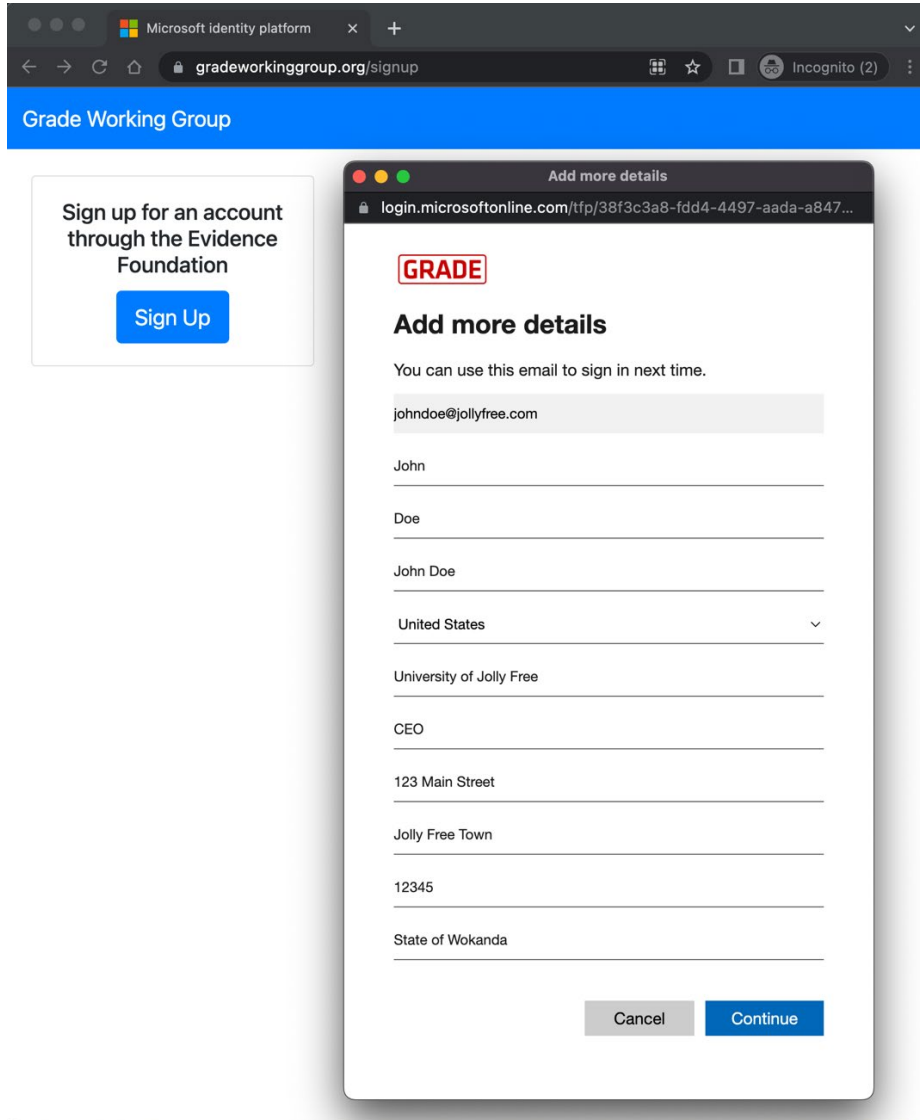 Microsoft identity platform
gradeworkinggroup.org/signup
Incognito (2)
Grade Working Group
Sign up for an account
through the Evidence
Foundation
Sign Up
Add more details
login.microsoftonline.com/tfp/38f3c3a8-fdd4-4497-aada-a847...
GRADE
Add more details
You can use this email to sign in next time.
johndoe@jollyfree.com
John
Doe
John Doe
United States
University of Jolly Free
CEO
123 Main Street
Jolly Free Town
12345
State of Wokanda
Cancel Continue